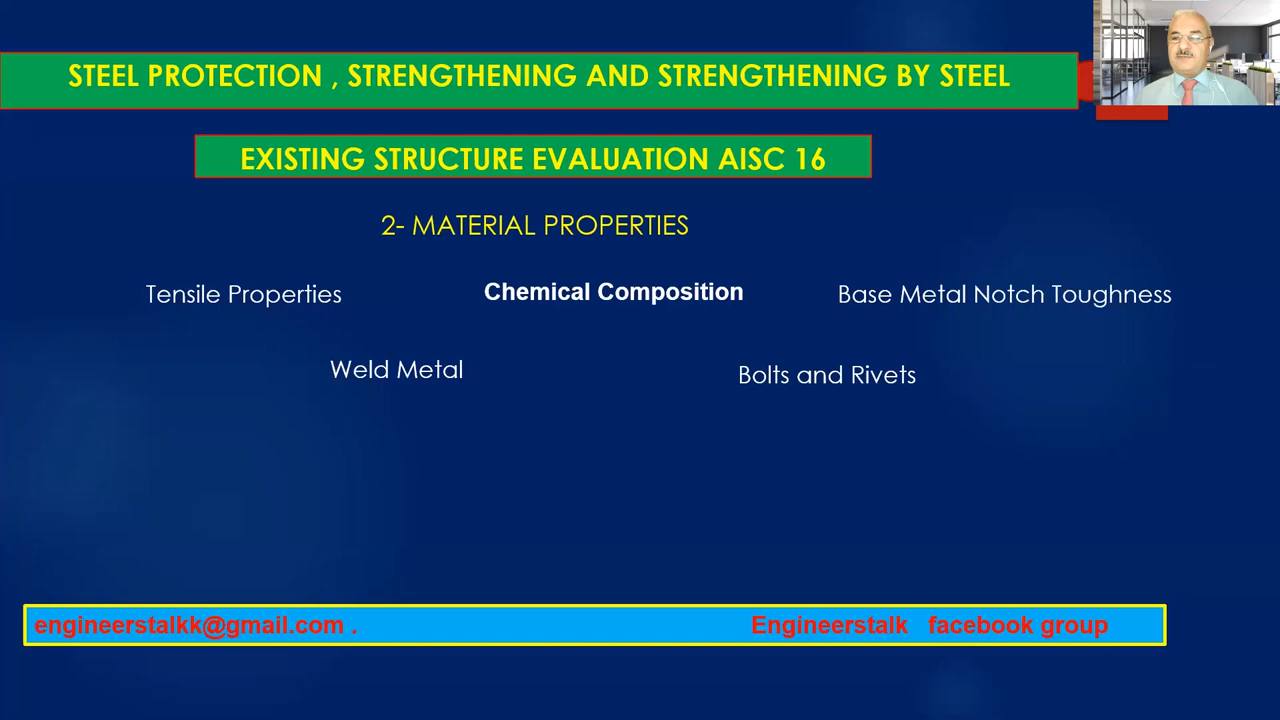 STEEL PROTECTION , STRENGTHENING AND STRENGTHENING BY STEEL
EXISTING STRUCTURE EVALUATION AISC 16
2- MATERIAL PROPERTIES
Tensile Properties Chemical Composition Base Metal Notch Toughness
Weld Metal Bolts and Rivets
engineerstalkk@gmail.com . Engineerstalk facebook group